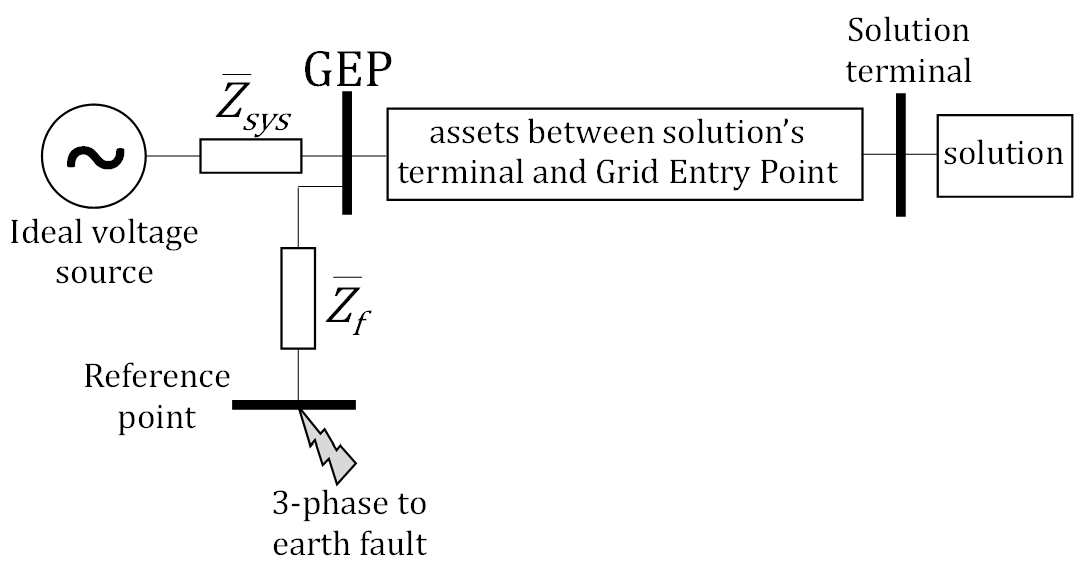 Solution
terminal
GEP
Z̅sys
assets between solution's
terminal and Grid Entry Point
solution
Ideal voltage
source
Z̅f
Reference
point
3-phase to
earth fault